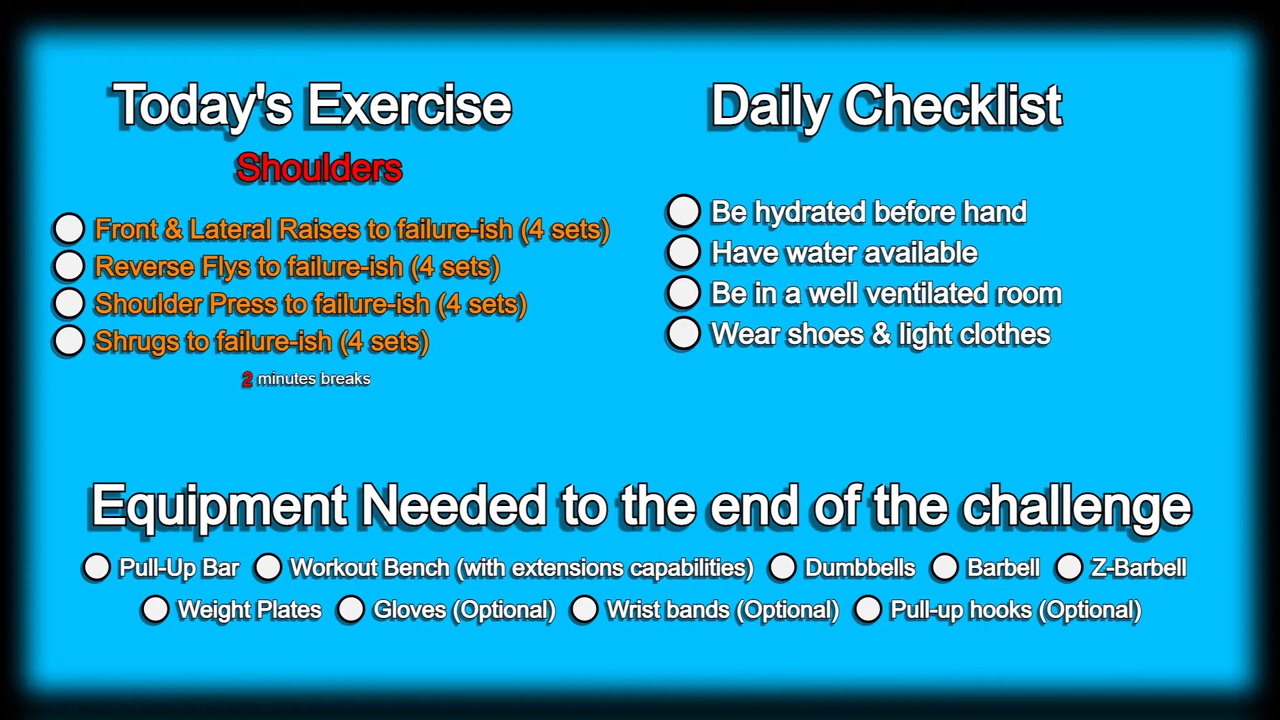 Today's Exercise
Shoulders
Front & Lateral Raises to failure-ish (4 sets)
Reverse Flys to failure-ish (4 sets)
Shoulder Press to failure-ish (4 sets)
Shrugs to failure-ish (4 sets)
2 minutes breaks
Daily Checklist
Be hydrated before hand
Have water available
Be in a well ventilated room
Wear shoes & light clothes
Equipment Needed to the end of the challenge
Pull-Up Bar Workout Bench (with extensions capabilities) Dumbbells Barbell Z-Barbell
Weight Plates Gloves (Optional) Wrist bands (Optional) Pull-up hooks (Optional)